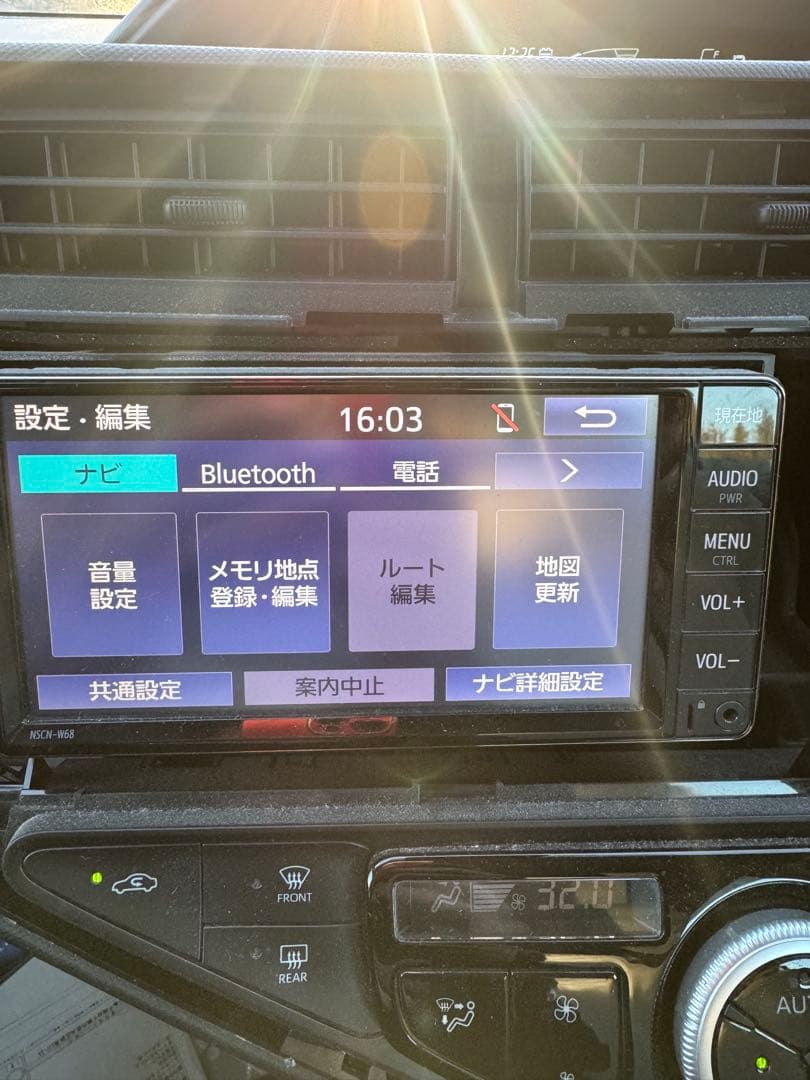 12:26
設定・編集
16:03
現在地
ナビ
Bluetooth
電話
>
AUDIO
PWR
音量
設定
メモリ地点
登録・編集
ルート
編集
地図
更新
MENU
CTRL
VOL+
VOL−
共通設定
案内中止
ナビ詳細設定
NSCN-W68
FRONT
32.0
REAR